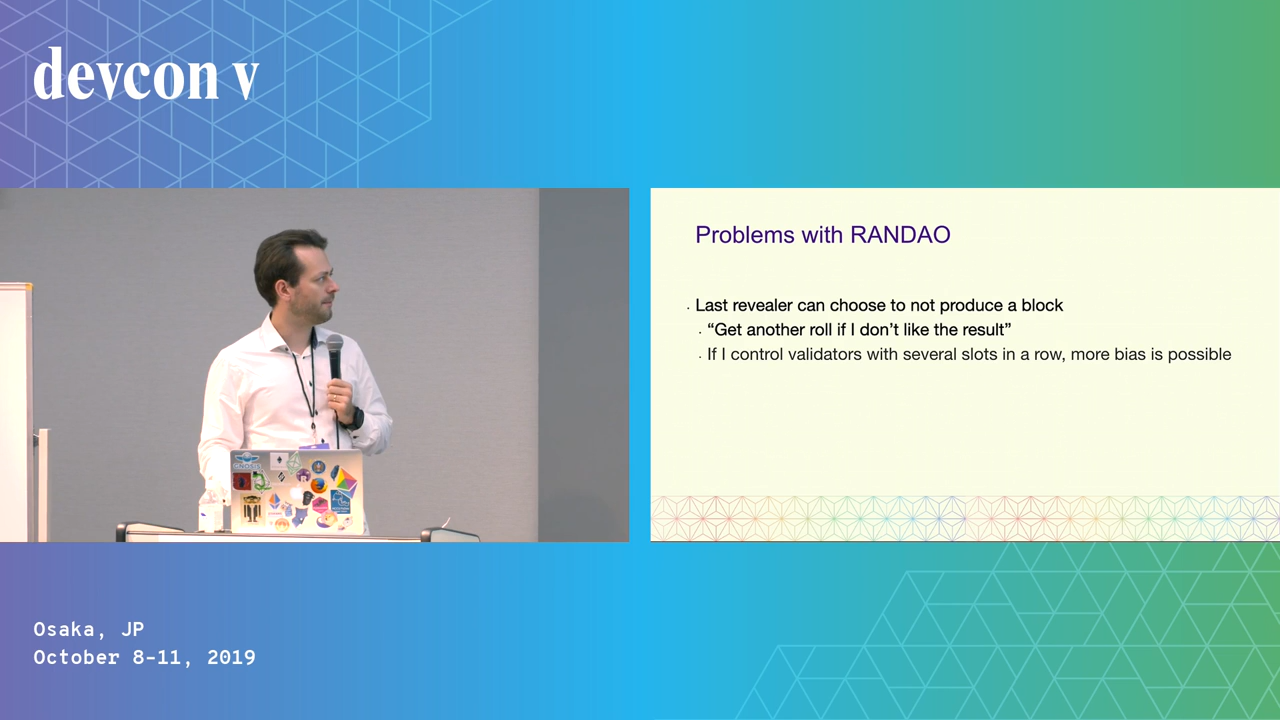 devcon v
Problems with RANDAO
· Last revealer can choose to not produce a block
· “Get another roll if I don’t like the result”
· If I control validators with several slots in a row, more bias is possible
Osaka, JP
October 8-11, 2019